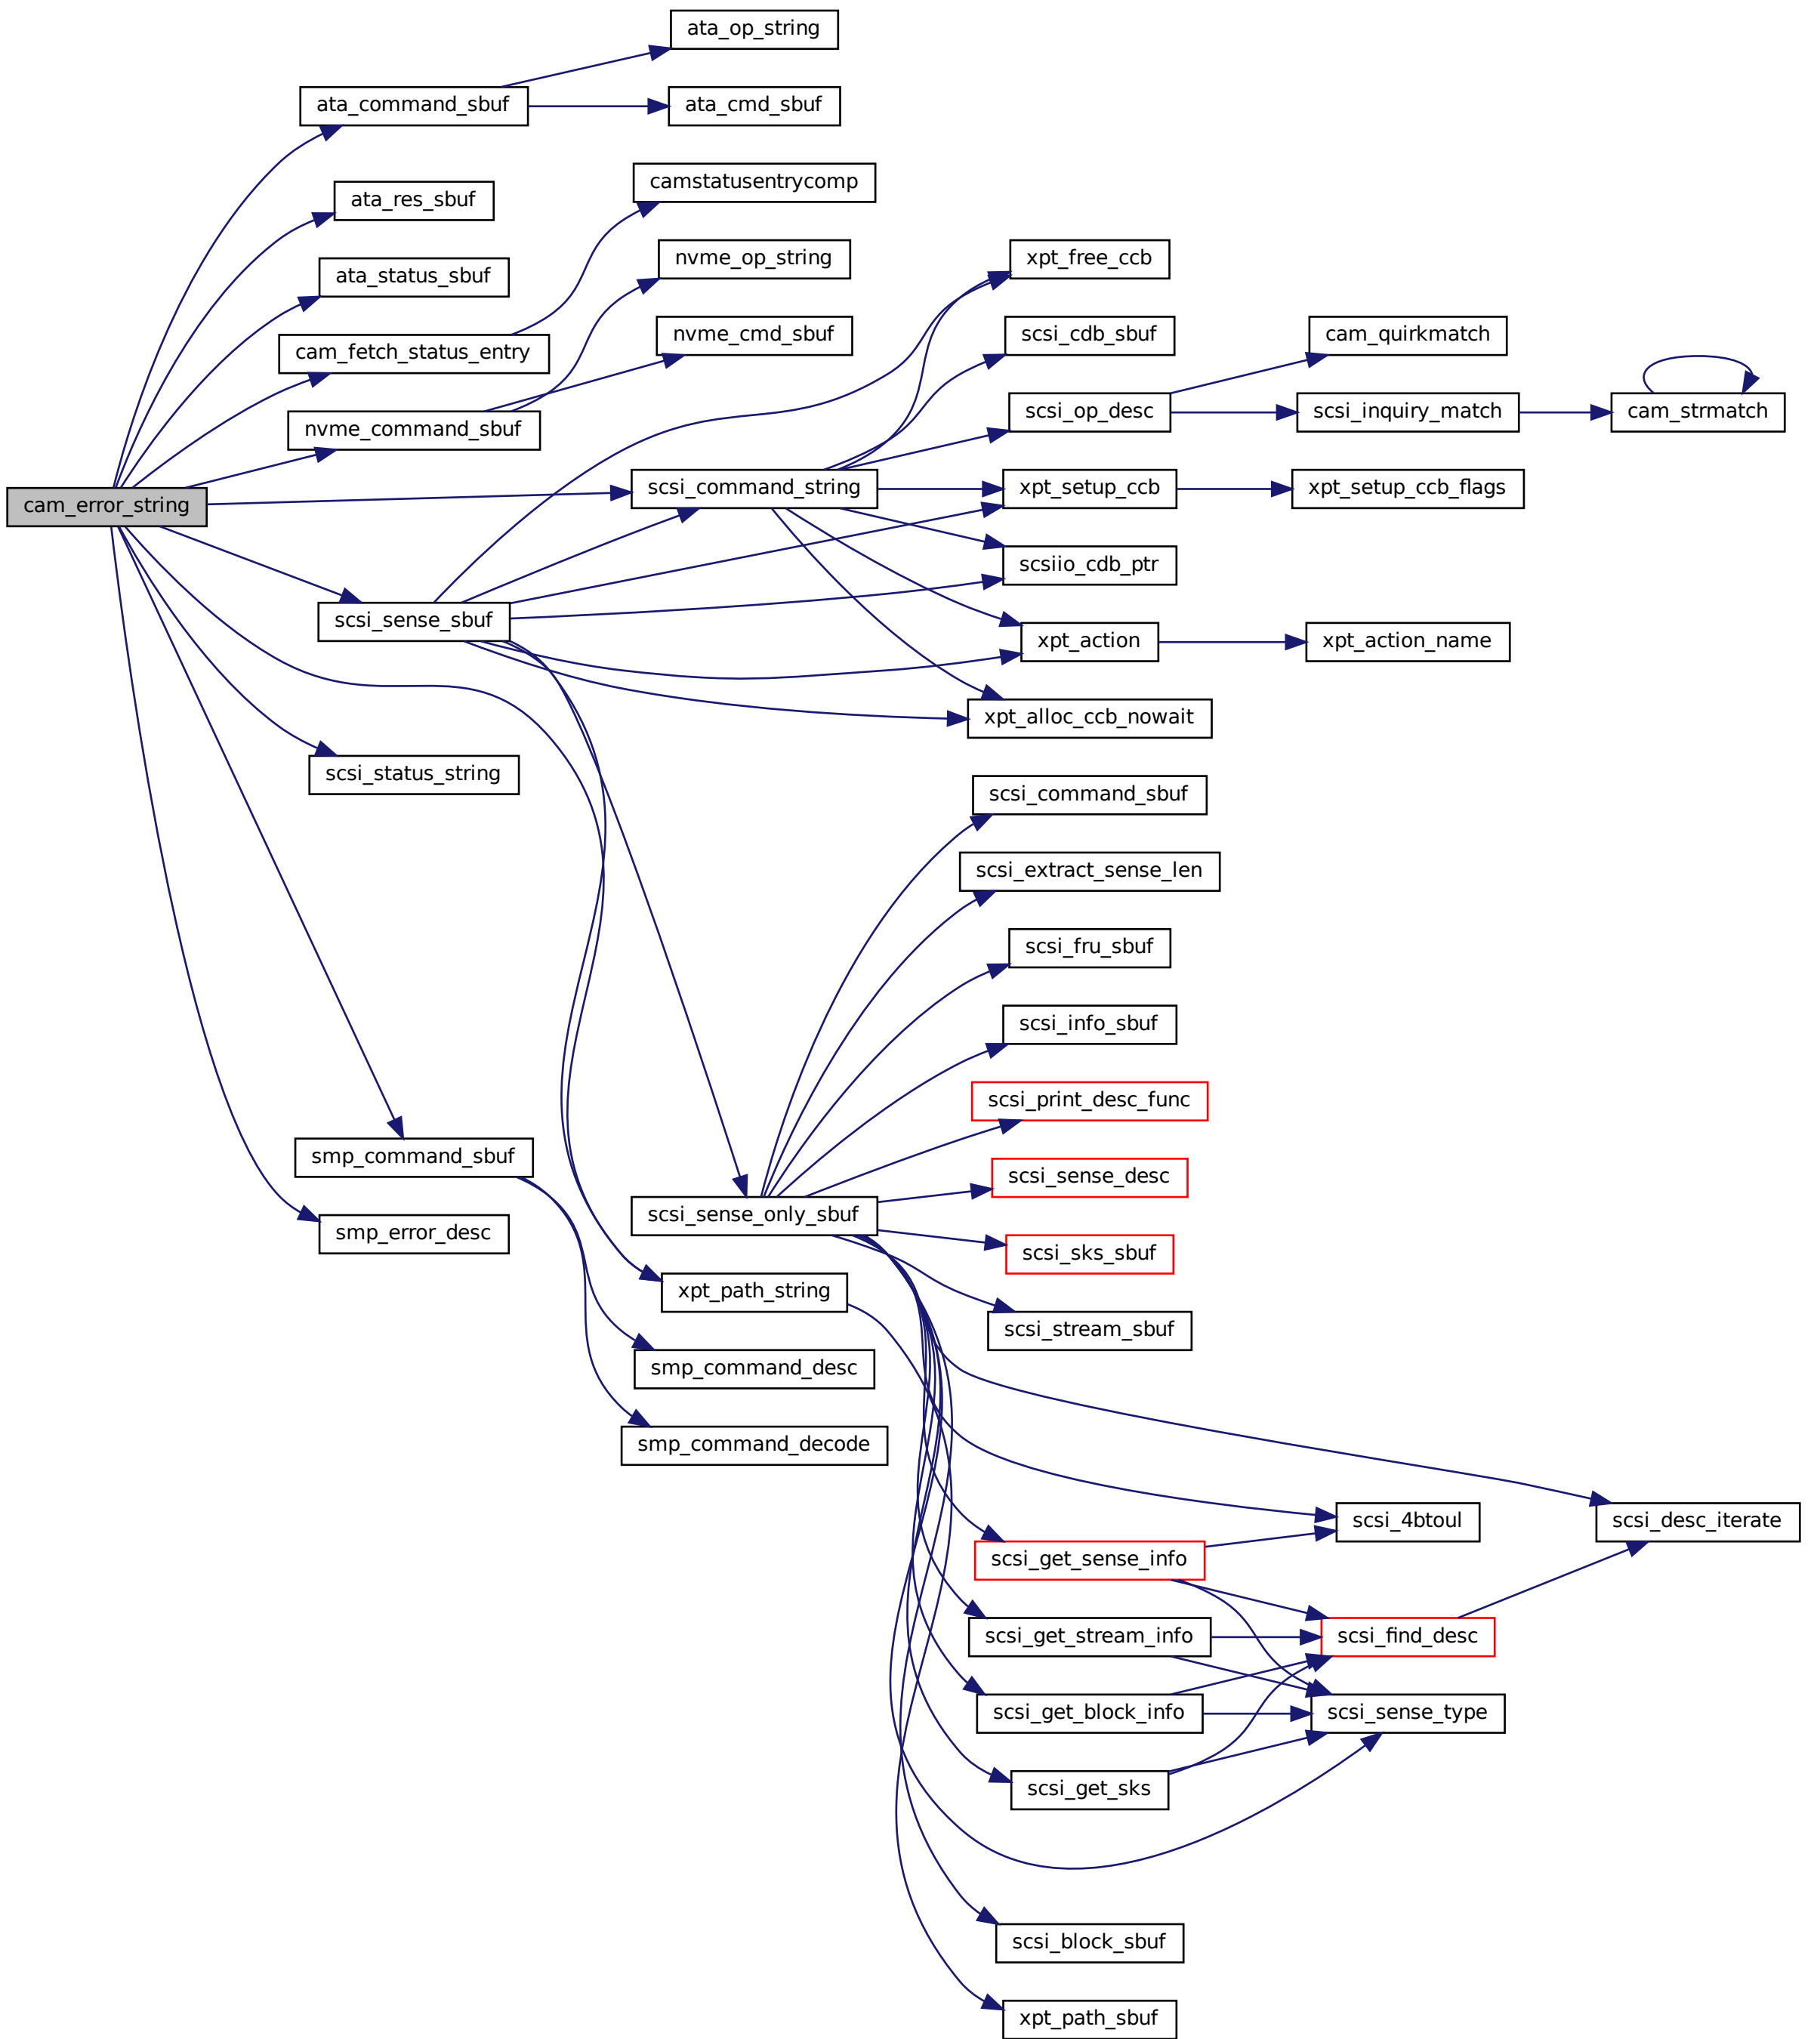 ata_op_string
ata_command_sbuf
ata_cmd_sbuf
camstatusentrycomp
ata_res_sbuf
nvme_op_string
xpt_free_ccb
ata_status_sbuf
nvme_cmd_sbuf
scsi_cdb_sbuf
cam_quirkmatch
cam_fetch_status_entry
scsi_op_desc
scsi_inquiry_match
cam_strmatch
nvme_command_sbuf
scsi_command_string
xpt_setup_ccb
xpt_setup_ccb_flags
cam_error_string
scsiio_cdb_ptr
scsi_sense_sbuf
xpt_action
xpt_action_name
xpt_alloc_ccb_nowait
scsi_status_string
scsi_command_sbuf
scsi_extract_sense_len
scsi_fru_sbuf
scsi_info_sbuf
scsi_print_desc_func
smp_command_sbuf
scsi_sense_desc
scsi_sense_only_sbuf
smp_error_desc
scsi_sks_sbuf
xpt_path_string
scsi_stream_sbuf
smp_command_desc
smp_command_decode
scsi_4btoul
scsi_desc_iterate
scsi_get_sense_info
scsi_get_stream_info
scsi_find_desc
scsi_get_block_info
scsi_sense_type
scsi_get_sks
scsi_block_sbuf
xpt_path_sbuf